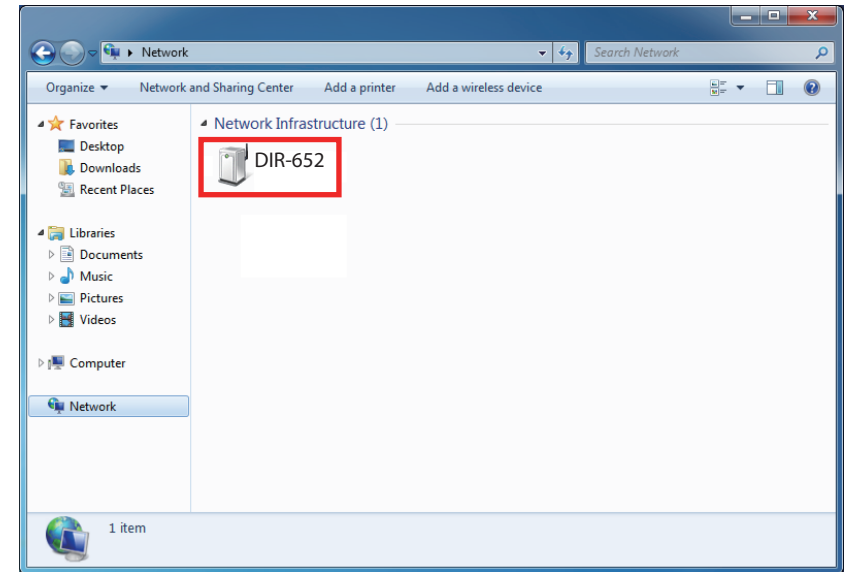 Network
Search Network
Organize
Network and Sharing Center
Add a printer
Add a wireless device
Favorites
Desktop
Downloads
Recent Places
Libraries
Documents
Music
Pictures
Videos
Computer
Network
Network Infrastructure (1)
DIR-652
1 item